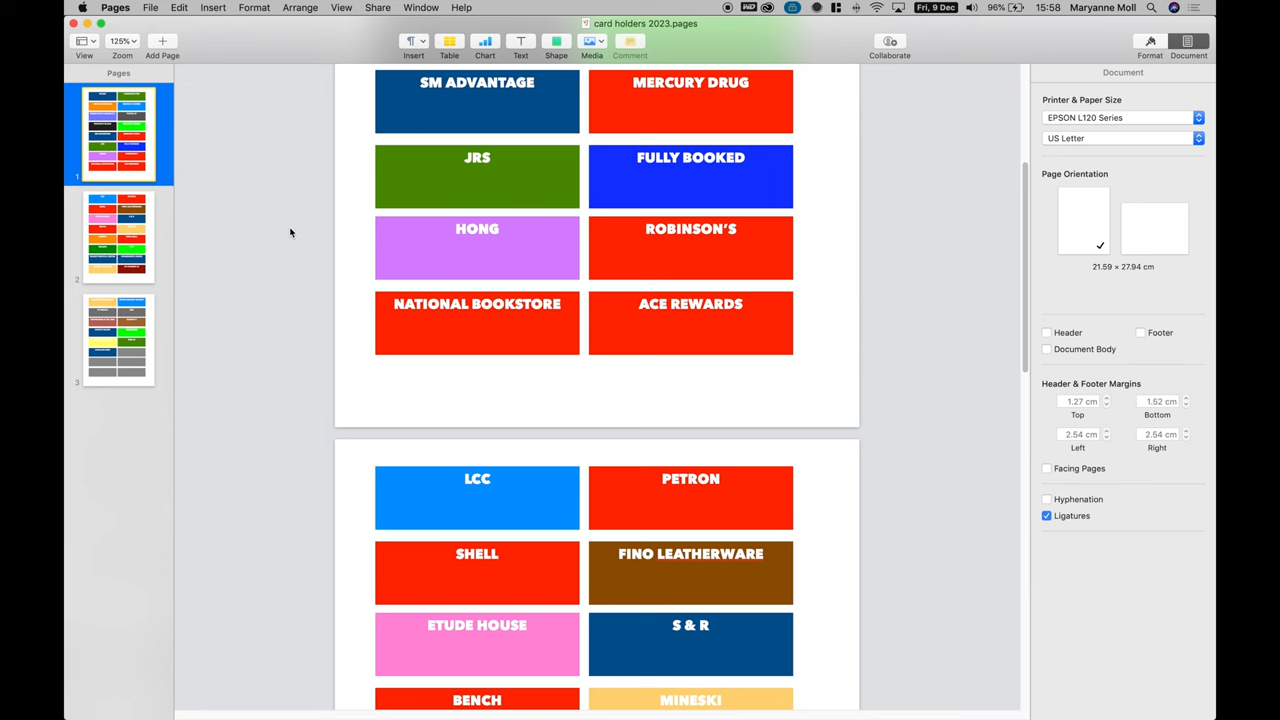 Pages File Edit Insert Format Arrange View Share Window Help
Fri, 9 Dec 96% 15:58 Maryanne Moll
card holders 2023.pages
125%
View Zoom Add Page Insert Table Chart Text Shape Media Comment Collaborate Format Document
Pages
Document
1
2
3
SM ADVANTAGE MERCURY DRUG
JRS FULLY BOOKED
HONG ROBINSON'S
NATIONAL BOOKSTORE ACE REWARDS
LCC PETRON
SHELL FINO LEATHERWARE
ETUDE HOUSE S & R
BENCH MINESKI
Printer & Paper Size
EPSON L120 Series
US Letter
Page Orientation
21.59 × 27.94 cm
Header Footer
Document Body
Header & Footer Margins
1.27 cm 1.52 cm
Top Bottom
2.54 cm 2.54 cm
Left Right
Facing Pages
Hyphenation
Ligatures